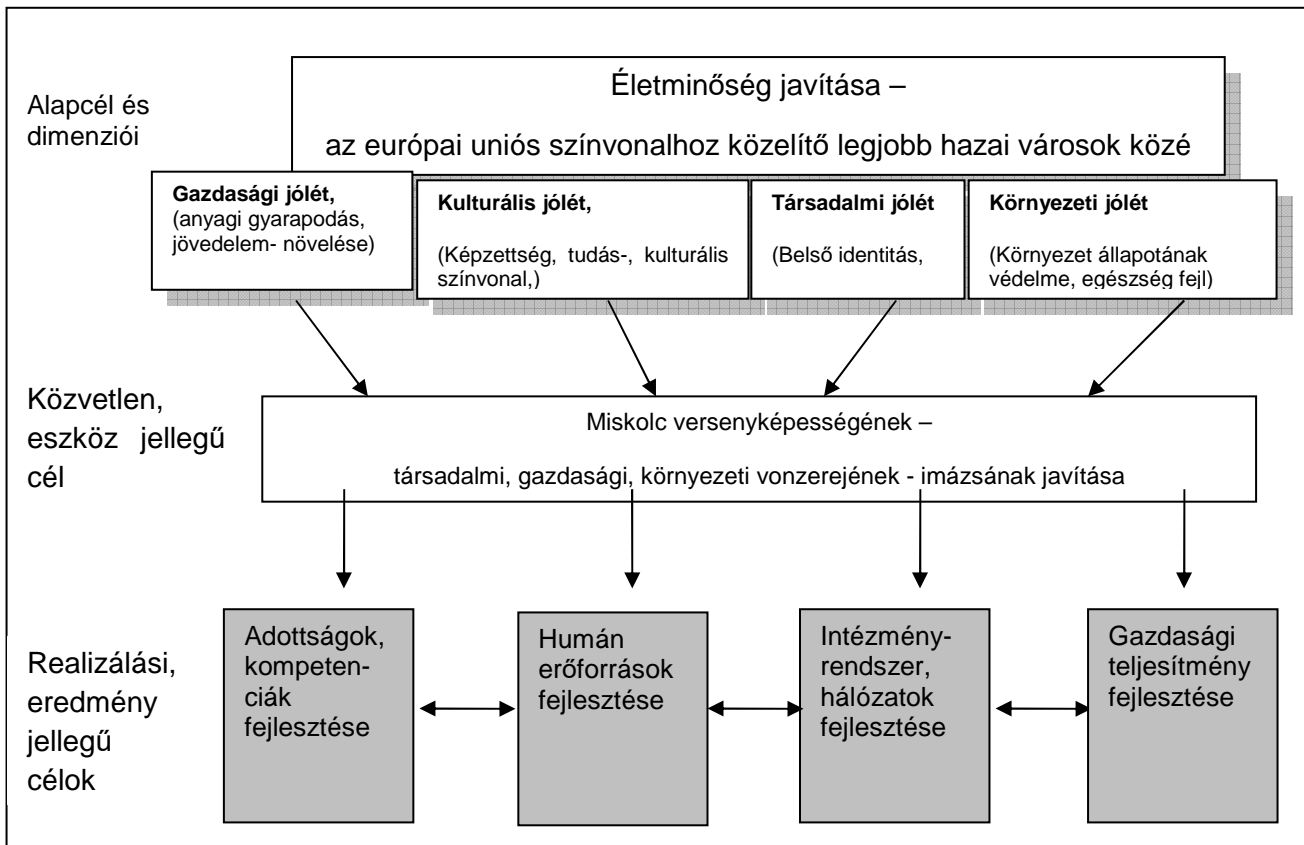 Alapcél és
dimenziói
Életminőség javítása –
az európai uniós színvonalhoz közelítő legjobb hazai városok közé
Gazdasági jólét,
(anyagi gyarapodás,
jövedelem- növelése)
Kulturális jólét,
(Képzettség, tudás-, kulturális
színvonal,)
Társadalmi jólét
(Belső identitás,
Környezeti jólét
(Környezet állapotának
védelme, egészség fejl)
Közvetlen,
eszköz jellegű
cél
Miskolc versenyképességének –
társadalmi, gazdasági, környezeti vonzerejének - imázsának javítása
Realizálási,
eredmény
jellegű
célok
Adottságok,
kompeten-
ciák
fejlesztése
Humán
erőforrások
fejlesztése
Intézmény-
rendszer,
hálózatok
fejlesztése
Gazdasági
teljesítmény
fejlesztése